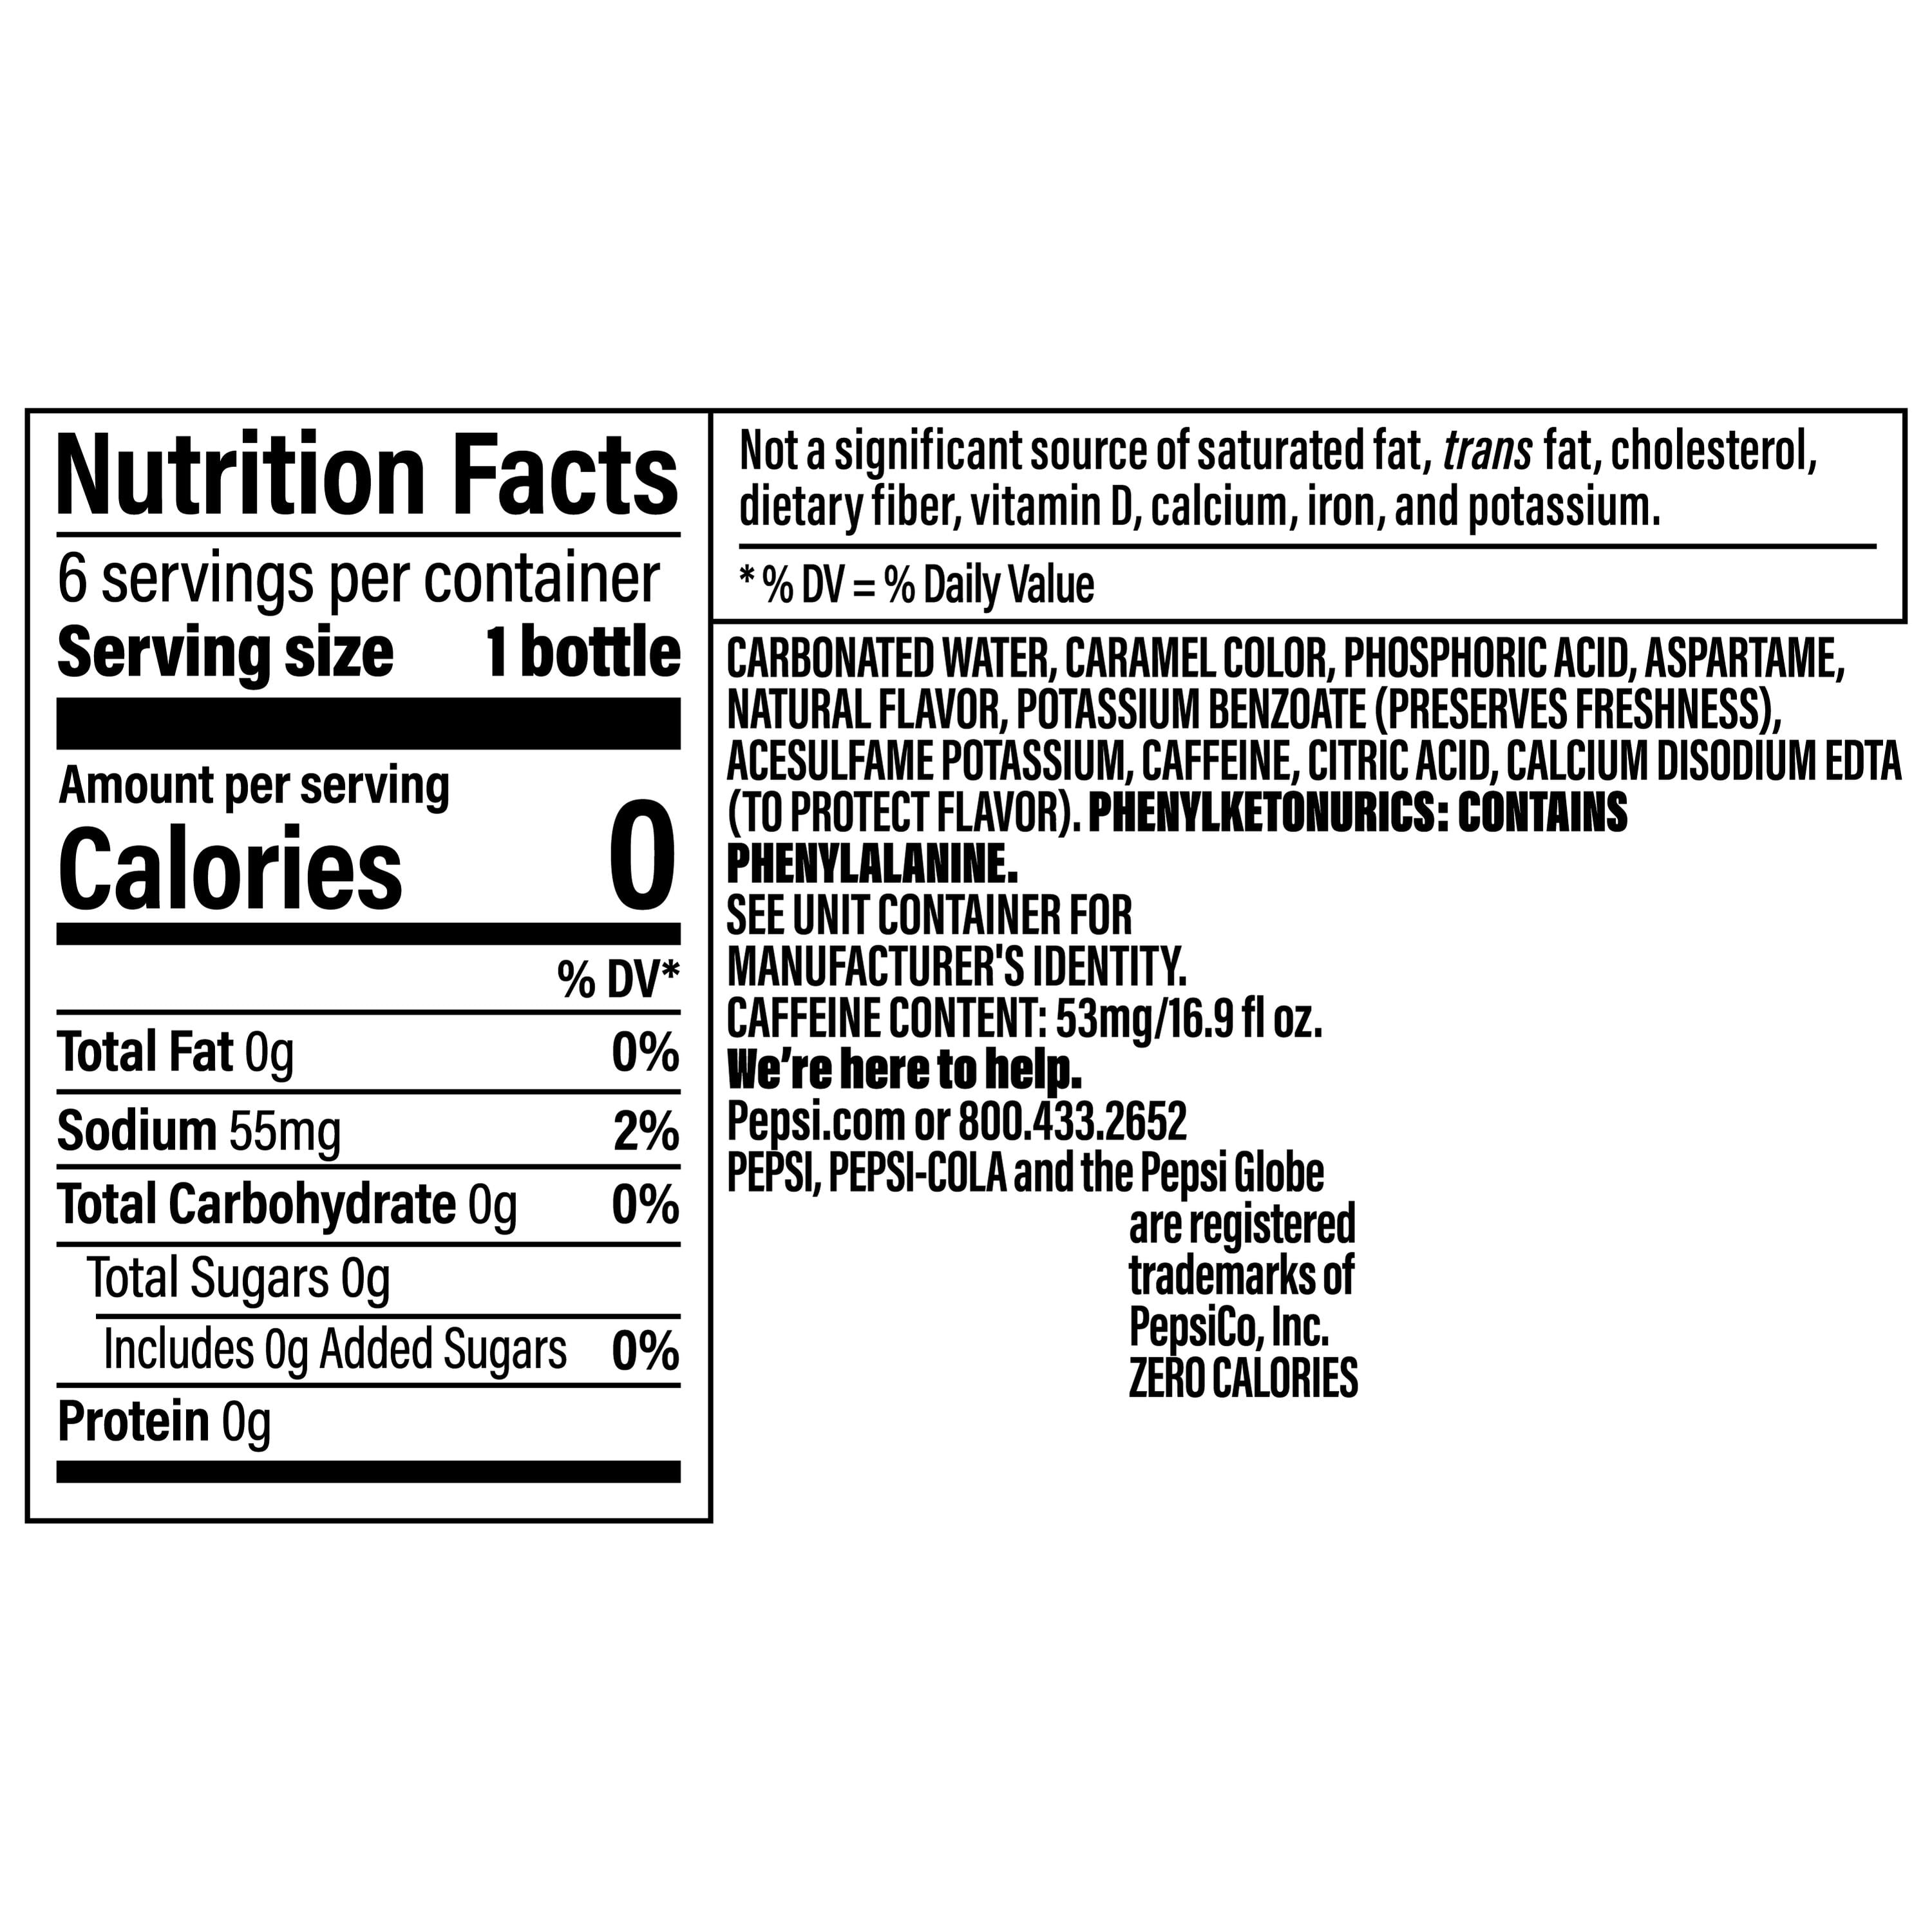 Nutrition Facts
6 servings per container
Serving size 1 bottle
Amount per serving
Calories 0
% DV*
Total Fat 0g 0%
Sodium 55mg 2%
Total Carbohydrate 0g 0%
Total Sugars 0g
Includes 0g Added Sugars 0%
Protein 0g
Not a significant source of saturated fat, trans fat, cholesterol,
dietary fiber, vitamin D, calcium, iron, and potassium.
* % DV = % Daily Value
CARBONATED WATER, CARAMEL COLOR, PHOSPHORIC ACID, ASPARTAME,
NATURAL FLAVOR, POTASSIUM BENZOATE (PRESERVES FRESHNESS),
ACESULFAME POTASSIUM, CAFFEINE, CITRIC ACID, CALCIUM DISODIUM EDTA
(TO PROTECT FLAVOR). PHENYLKETONURICS: CONTAINS
PHENYLALANINE.
SEE UNIT CONTAINER FOR
MANUFACTURER'S IDENTITY.
CAFFEINE CONTENT: 53mg/16.9 fl oz.
We're here to help.
Pepsi.com or 800.433.2652
PEPSI, PEPSI-COLA and the Pepsi Globe
are registered
trademarks of
PepsiCo, Inc.
ZERO CALORIES